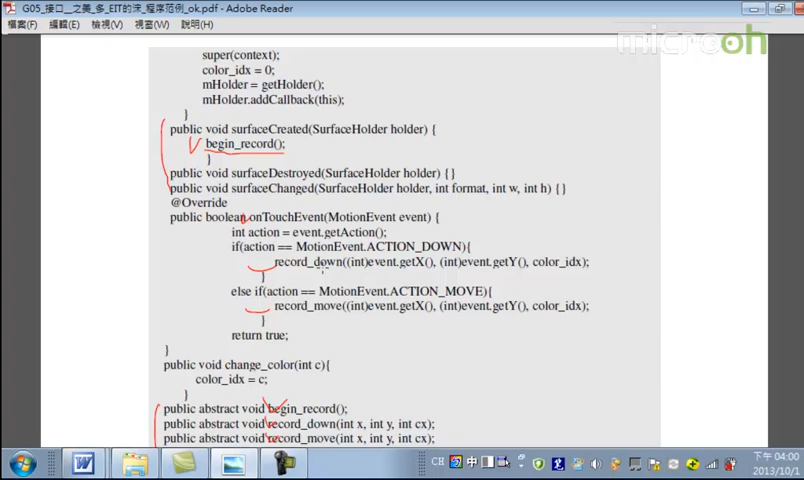 G05_接口_之美_多_EIT的床_程序范例_ok.pdf - Adobe Reader
檔案(F) 編輯(E) 檢視(V) 視窗(W) 說明(H)
microoh
super(context);
color_idx = 0;
mHolder = getHolder();
mHolder.addCallback(this);
}
public void surfaceCreated(SurfaceHolder holder) {
begin_record();
}
public void surfaceDestroyed(SurfaceHolder holder) {}
public void surfaceChanged(SurfaceHolder holder, int format, int w, int h) {}
@Override
public boolean onTouchEvent(MotionEvent event) {
int action = event.getAction();
if(action == MotionEvent.ACTION_DOWN){
record_down((int)event.getX(), (int)event.getY(), color_idx);
}
else if(action == MotionEvent.ACTION_MOVE){
record_move((int)event.getX(), (int)event.getY(), color_idx);
}
return true;
}
public void change_color(int c){
color_idx = c;
}
public abstract void begin_record();
public abstract void record_down(int x, int y, int cx);
public abstract void record_move(int x, int y, int cx);
CH 中
下午 04:00
2013/10/1